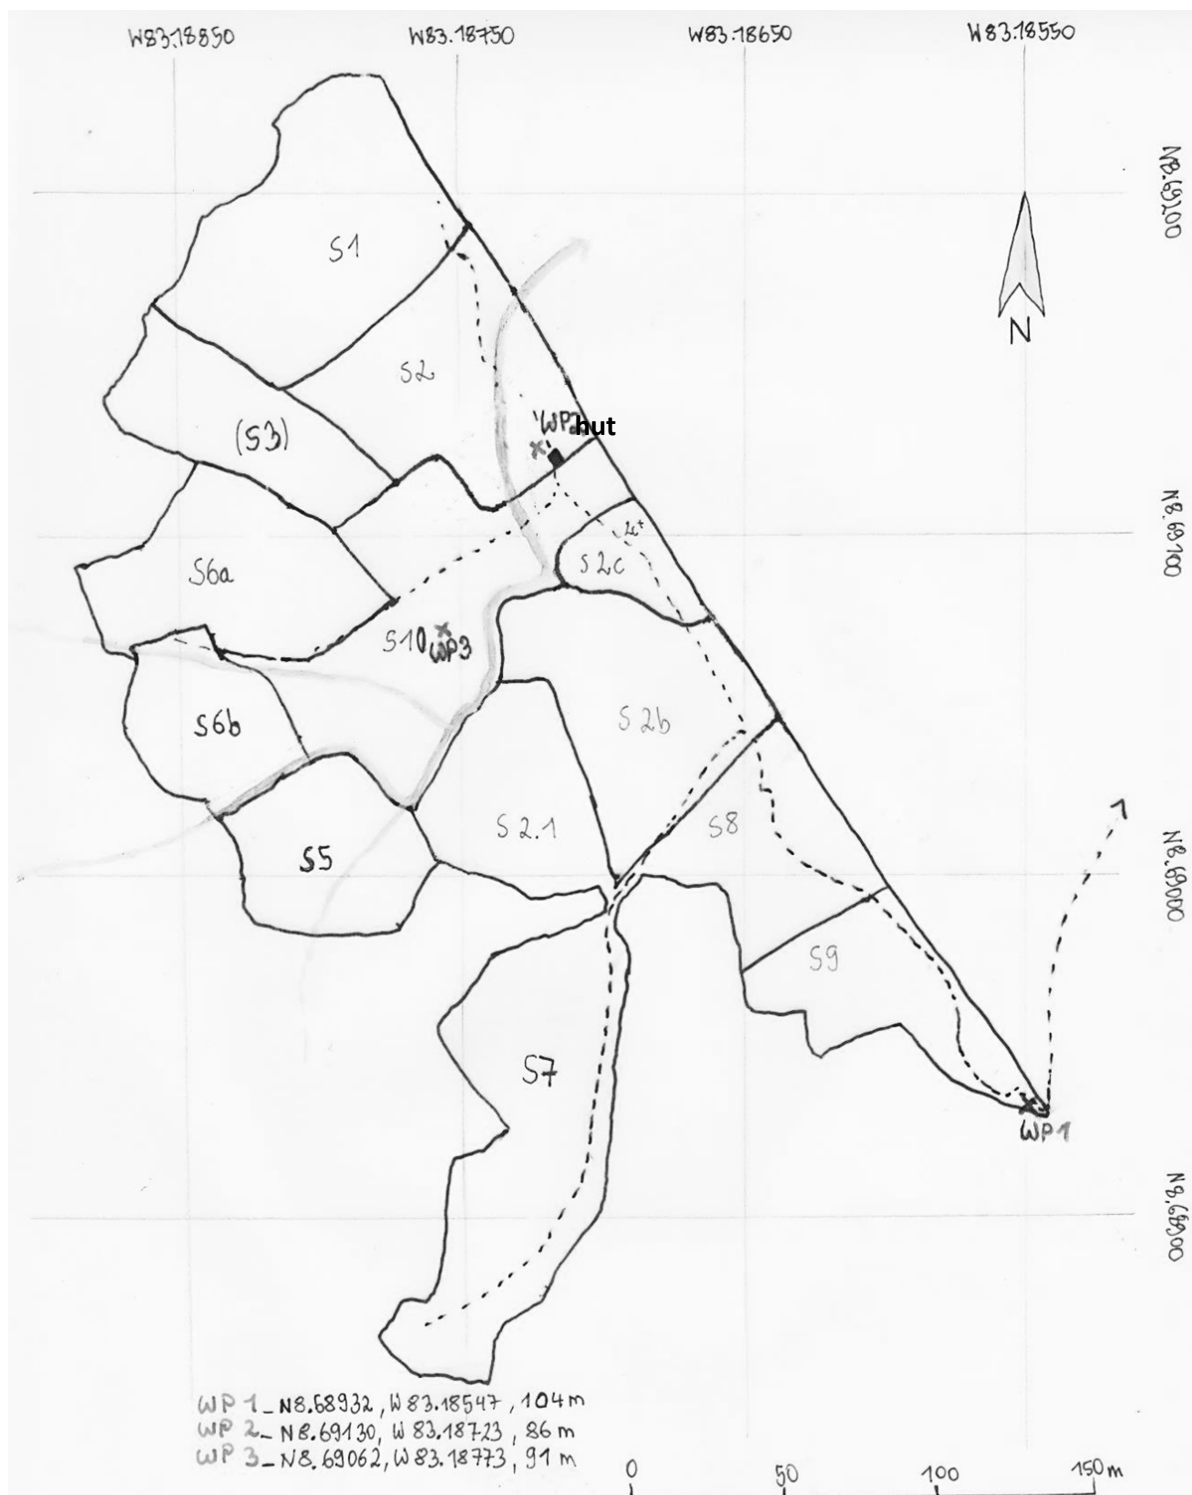 W83.18850 W83.18750 W83.18650 W83.18550
N8.69200
S1
S2
WP2 hut
(S3)
N8.69100
2c+
S2c
S6a
S10
WP3
S2b
S6b
S2.1
S8
N8.69000
S5
S9
S7
N
WP1
N8.68900
WP 1_N8.68932, W83.18547, 104m
WP 2_N8.69130, W83.18723, 86m
WP 3_N8.69062, W83.18773, 91m
0 50 100 150m